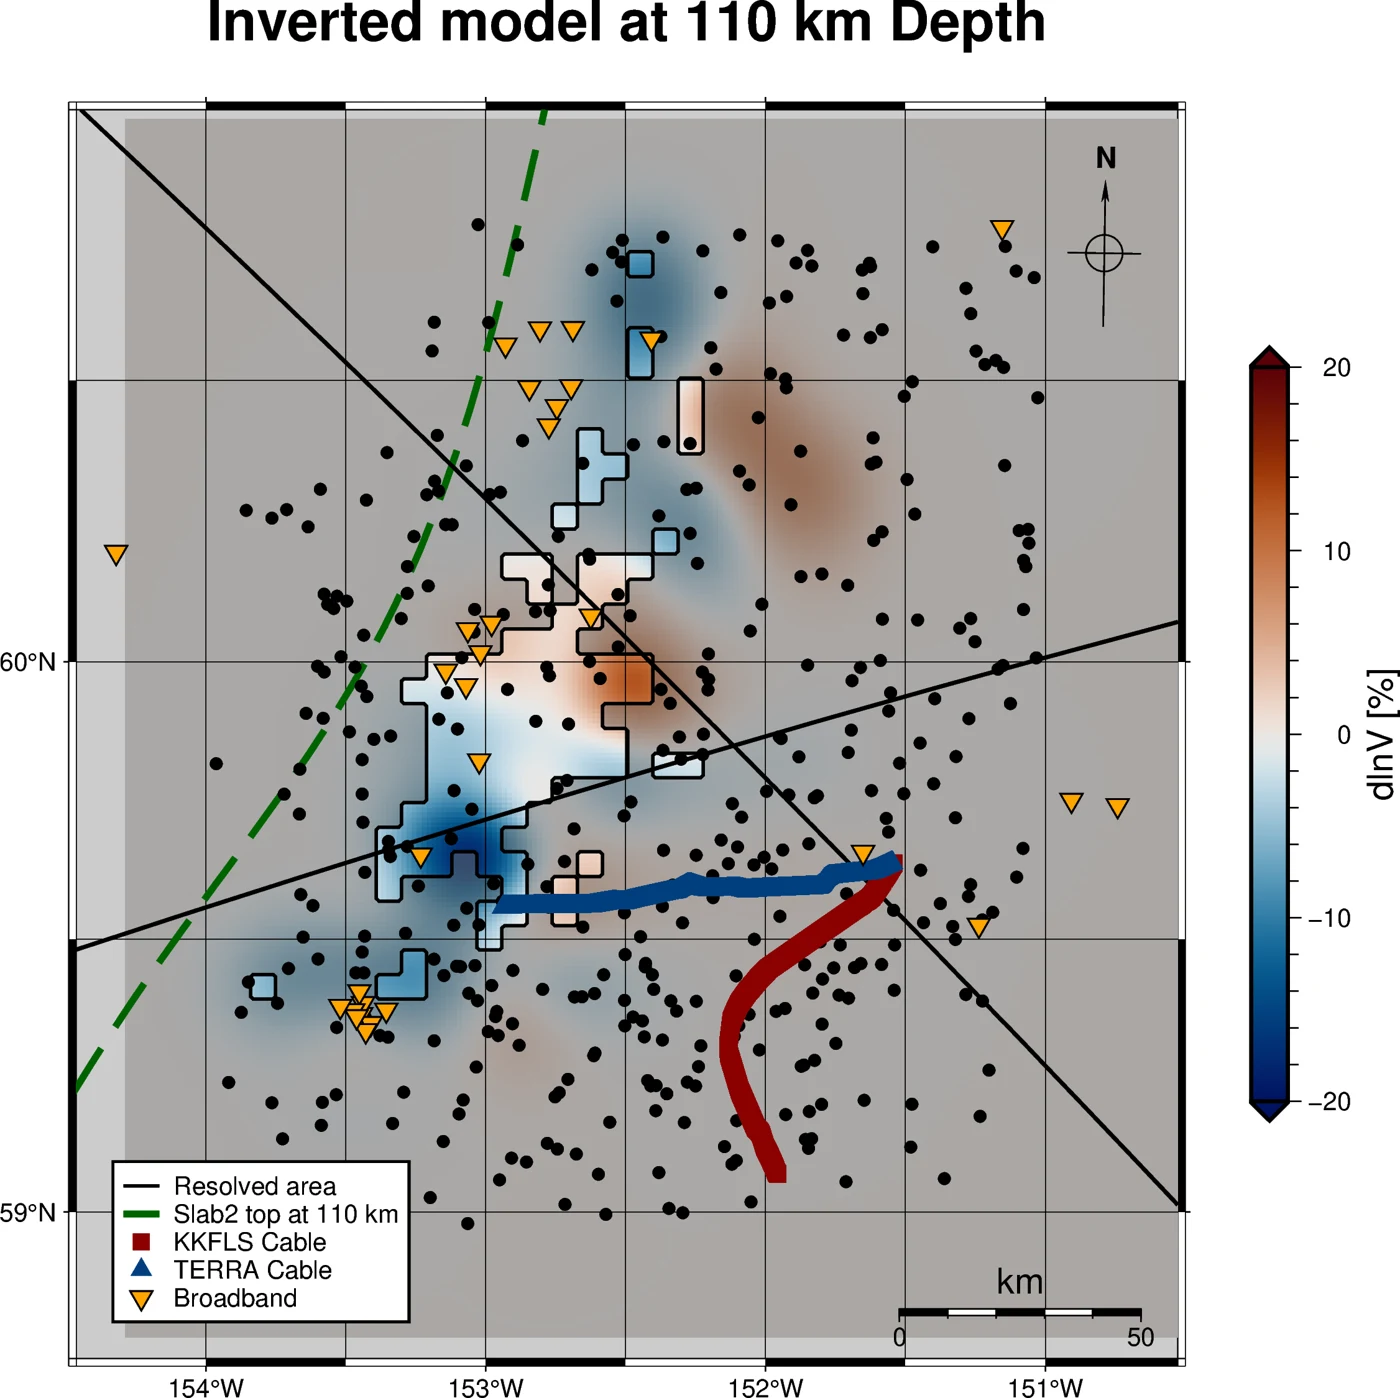 Inverted model at 110 km Depth
N
20
10
0
−10
−20
dlnV [%]
60°N
59°N
Resolved area
Slab2 top at 110 km
KKFLS Cable
TERRA Cable
Broadband
km
0 50
154°W 153°W 152°W 151°W